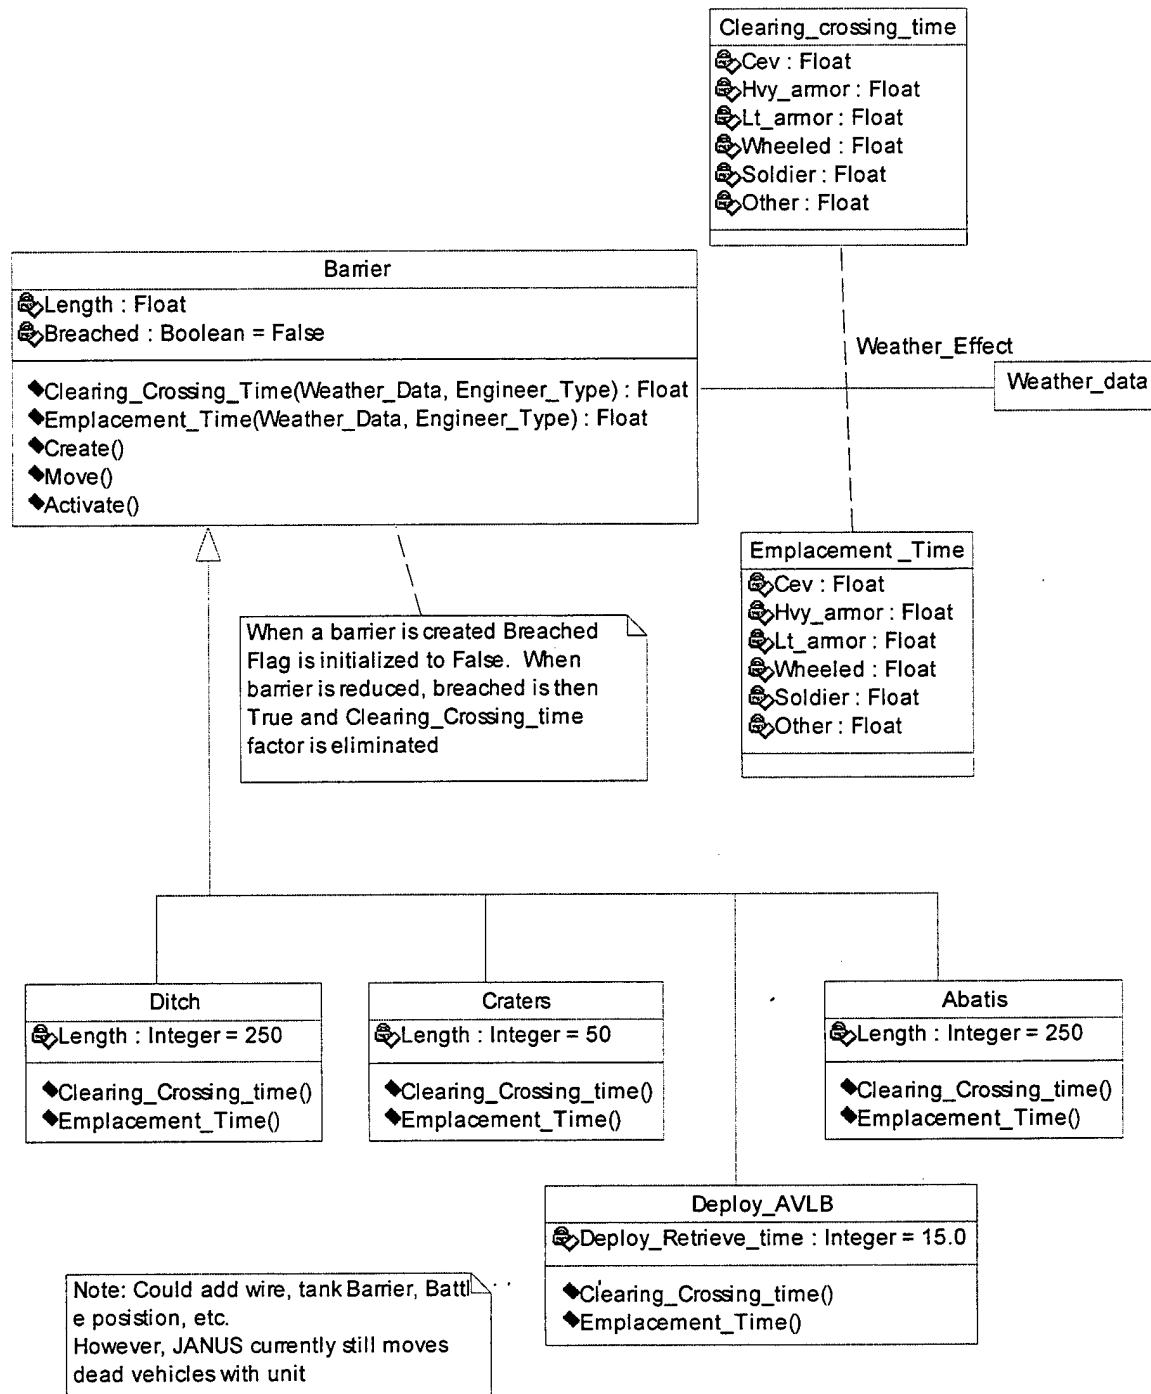 Clearing_crossing_time
Cev : Float
Hvy_armor : Float
Lt_armor : Float
Wheeled : Float
Soldier : Float
Other : Float
Barrier
Length : Float
Breached : Boolean = False
Clearing_Crossing_Time(Weather_Data, Engineer_Type) : Float
Emplacement_Time(Weather_Data, Engineer_Type) : Float
Create()
Move()
Activate()
Weather_Effect
Weather_data
Emplacement _Time
Cev : Float
Hvy_armor : Float
Lt_armor : Float
Wheeled : Float
Soldier : Float
Other : Float
When a barrier is created Breached
Flag is initialized to False. When
barrier is reduced, breached is then
True and Clearing_Crossing_time
factor is eliminated
Ditch
Length : Integer = 250
Clearing_Crossing_time()
Emplacement_Time()
Craters
Length : Integer = 50
Clearing_Crossing_time()
Emplacement_Time()
Abatis
Length : Integer = 250
Clearing_Crossing_time()
Emplacement_Time()
Deploy_AVLB
Deploy_Retrieve_time : Integer = 15.0
Clearing_Crossing_time()
Emplacement_Time()
Note: Could add wire, tank Barrier, Battl
e posistion, etc.
However, JANUS currently still moves
dead vehicles with unit